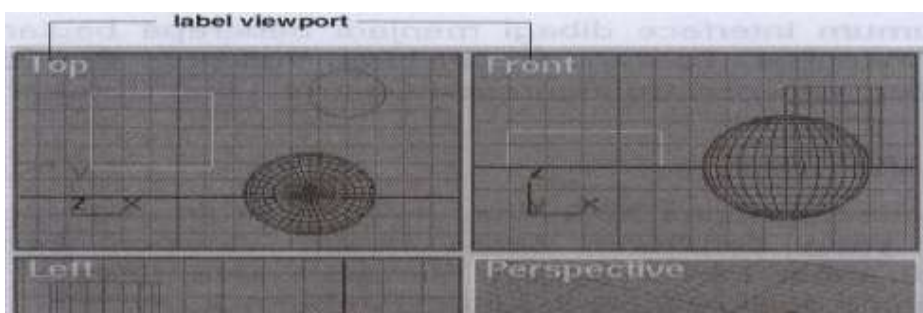 label viewport
Top
Front
Z X
X
Left
Perspective